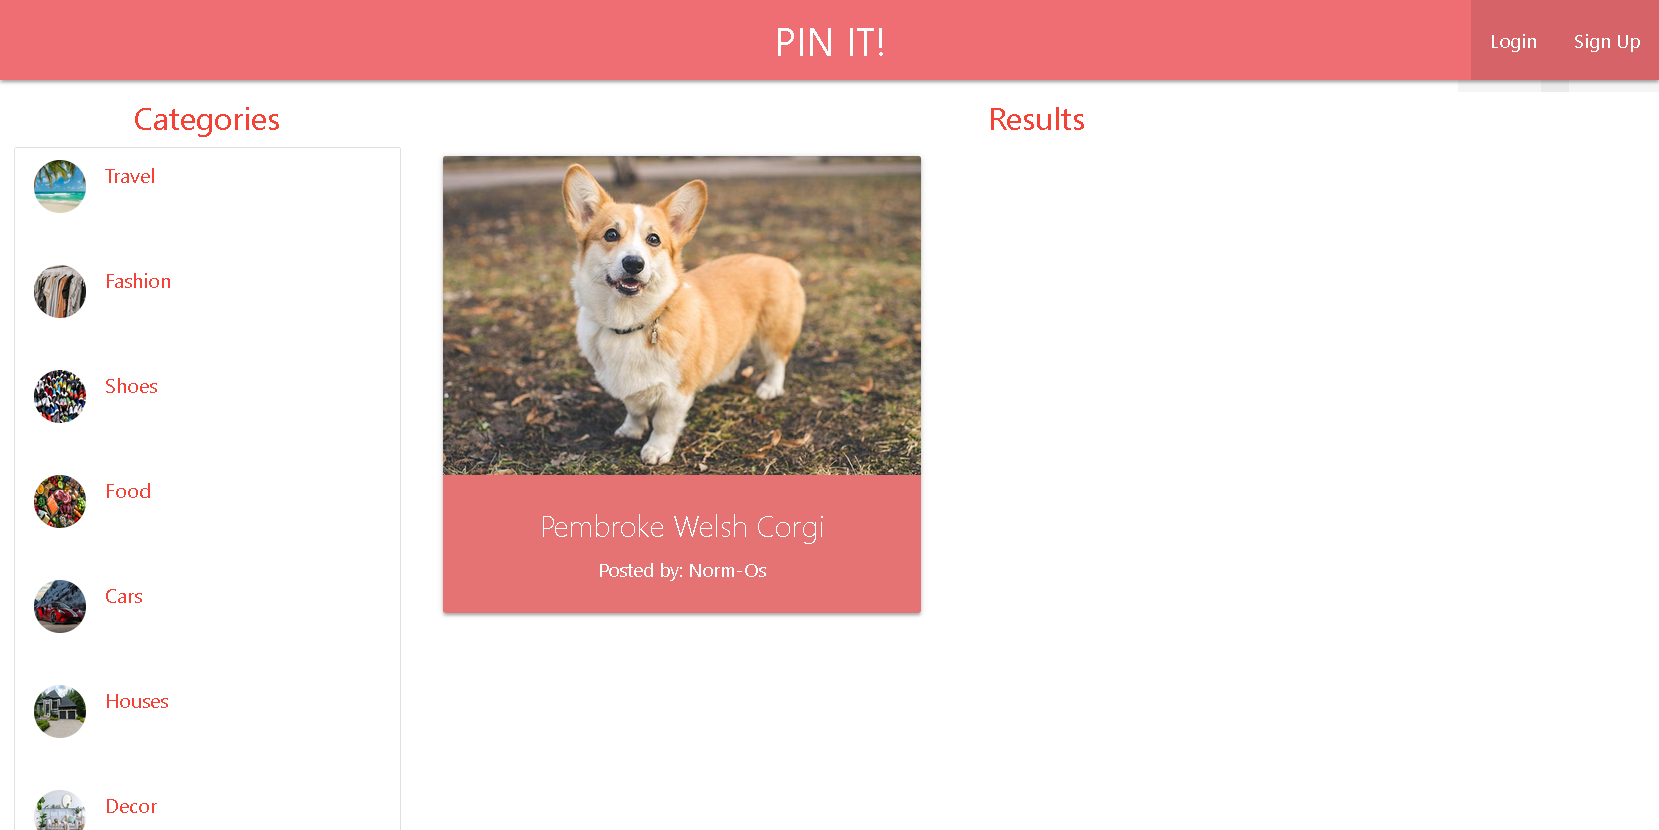 PIN IT!
Login
Sign Up
Categories
Results
Travel
Fashion
Shoes
Food
Cars
Houses
Decor
Pembroke Welsh Corgi
Posted by: Norm-Os